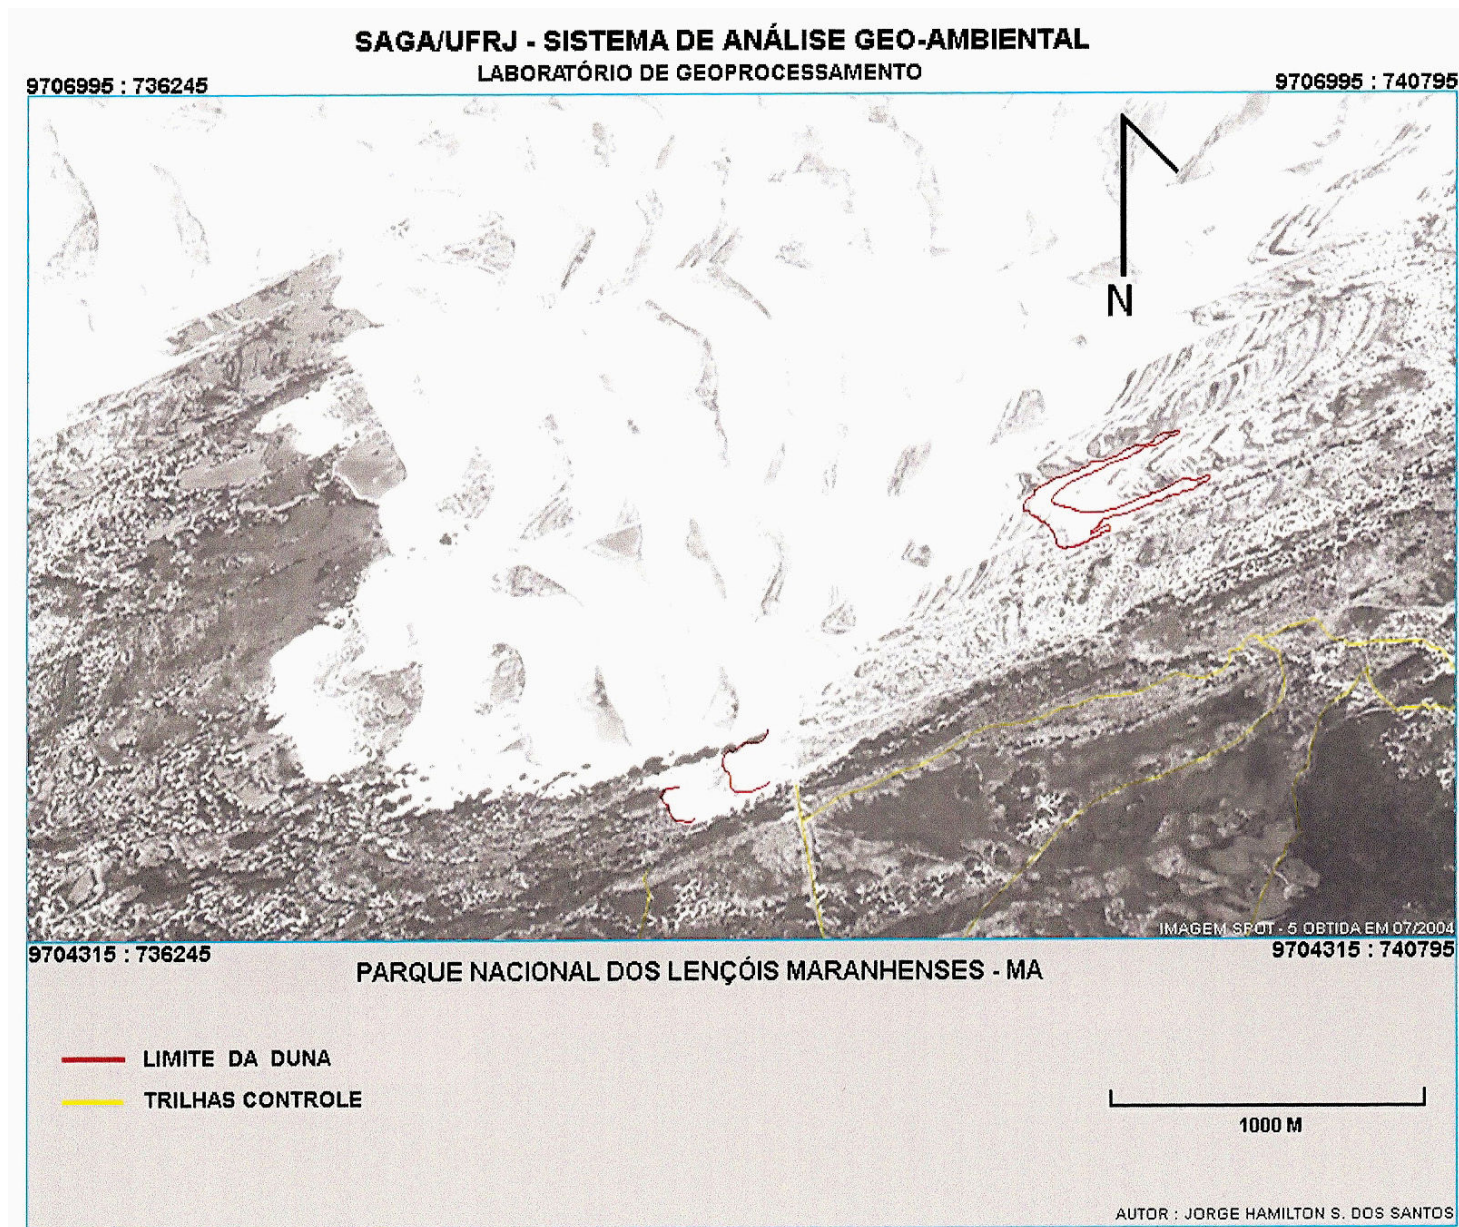 SAGA/UFRJ - SISTEMA DE ANÁLISE GEO-AMBIENTAL
LABORATÓRIO DE GEOPROCESSAMENTO
9706995 : 736245
9706995 : 740795
N
IMAGEM SPOT - 5 OBTIDA EM 07/2004
9704315 : 736245
9704315 : 740795
PARQUE NACIONAL DOS LENÇÓIS MARANHENSES - MA
LIMITE DA DUNA
TRILHAS CONTROLE
1000 M
AUTOR : JORGE HAMILTON S. DOS SANTOS